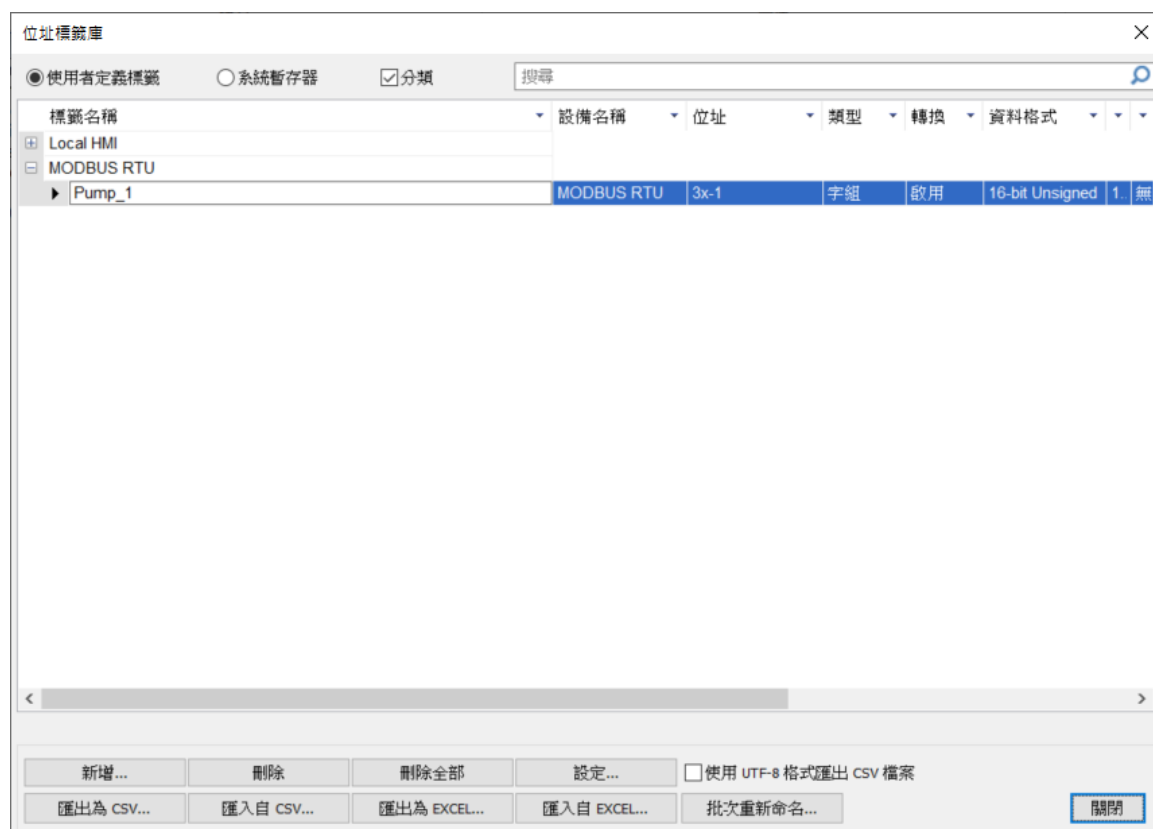 位址標籤庫
使用者定義標籤 系統暫存器 分類 搜尋
標籤名稱 設備名稱 位址 類型 轉換 資料格式
Local HMI
MODBUS RTU
Pump_1 MODBUS RTU 3x-1 字組 啟用 16-bit Unsigned 1.. 無
新增... 刪除 刪除全部 設定... 使用 UTF-8 格式匯出 CSV 檔案
匯出為 CSV... 匯入自 CSV... 匯出為 EXCEL... 匯入自 EXCEL... 批次重新命名... 關閉